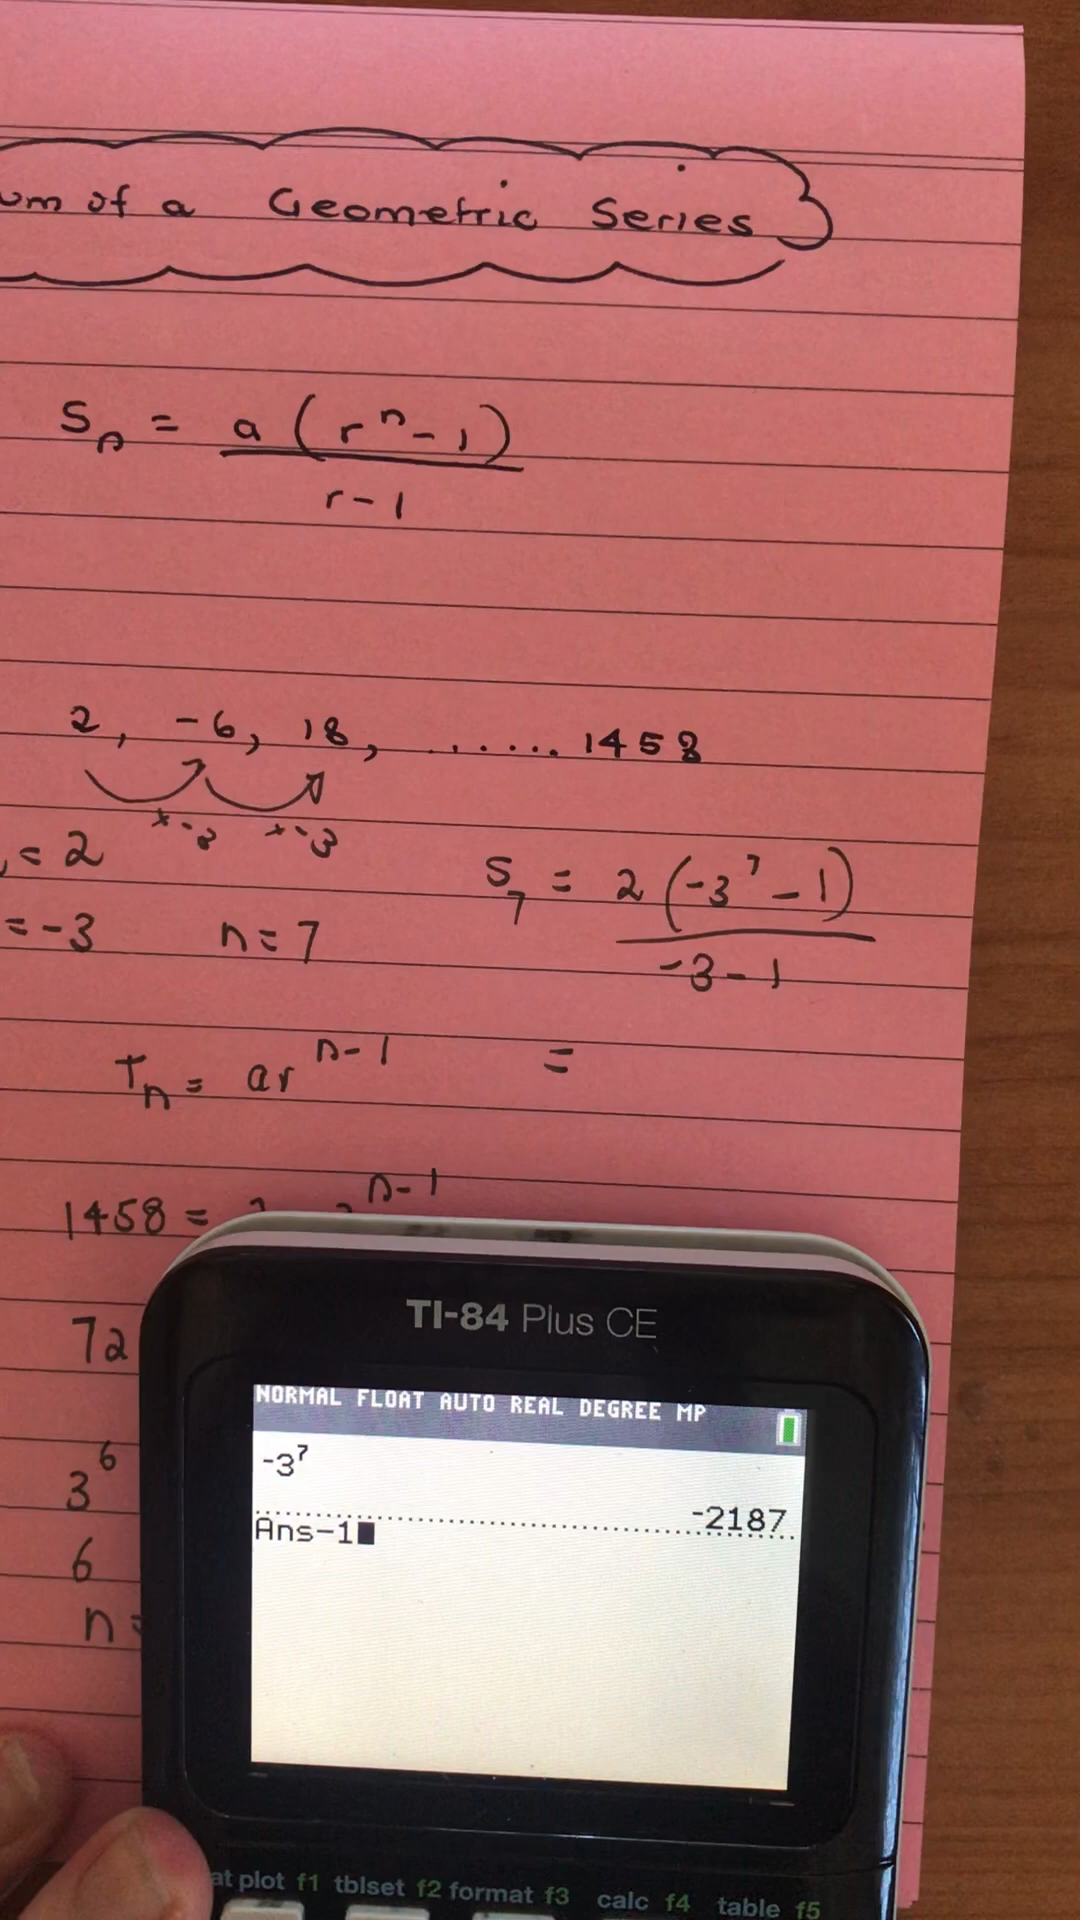 of a Geometric Series
Sn = a(r^n - 1)
r - 1
2, -6, 18, ...... 1458
x-3 x-3
= 2
S7 = 2(-3^7 - 1)
-3 - 1
= -3 n = 7
Tn = ar^n-1 =
1458 = n-1
72
3^6
6
n =
TI-84 Plus CE
NORMAL FLOAT AUTO REAL DEGREE MP
-3^7
-2187
Ans-1
plot f1 tblset f2 format f3 calc f4 table f5